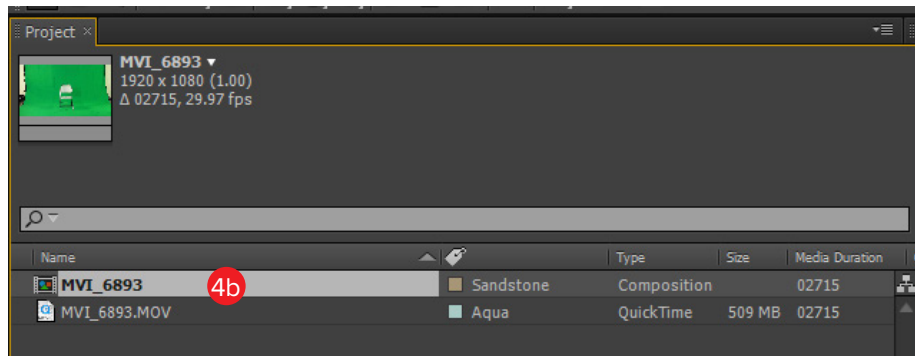 Project ×
MVI_6893 ▼
1920 x 1080 (1.00)
Δ 02715, 29.97 fps
Name Type Size Media Duration
MVI_6893 4b Sandstone Composition 02715
MVI_6893.MOV Aqua QuickTime 509 MB 02715